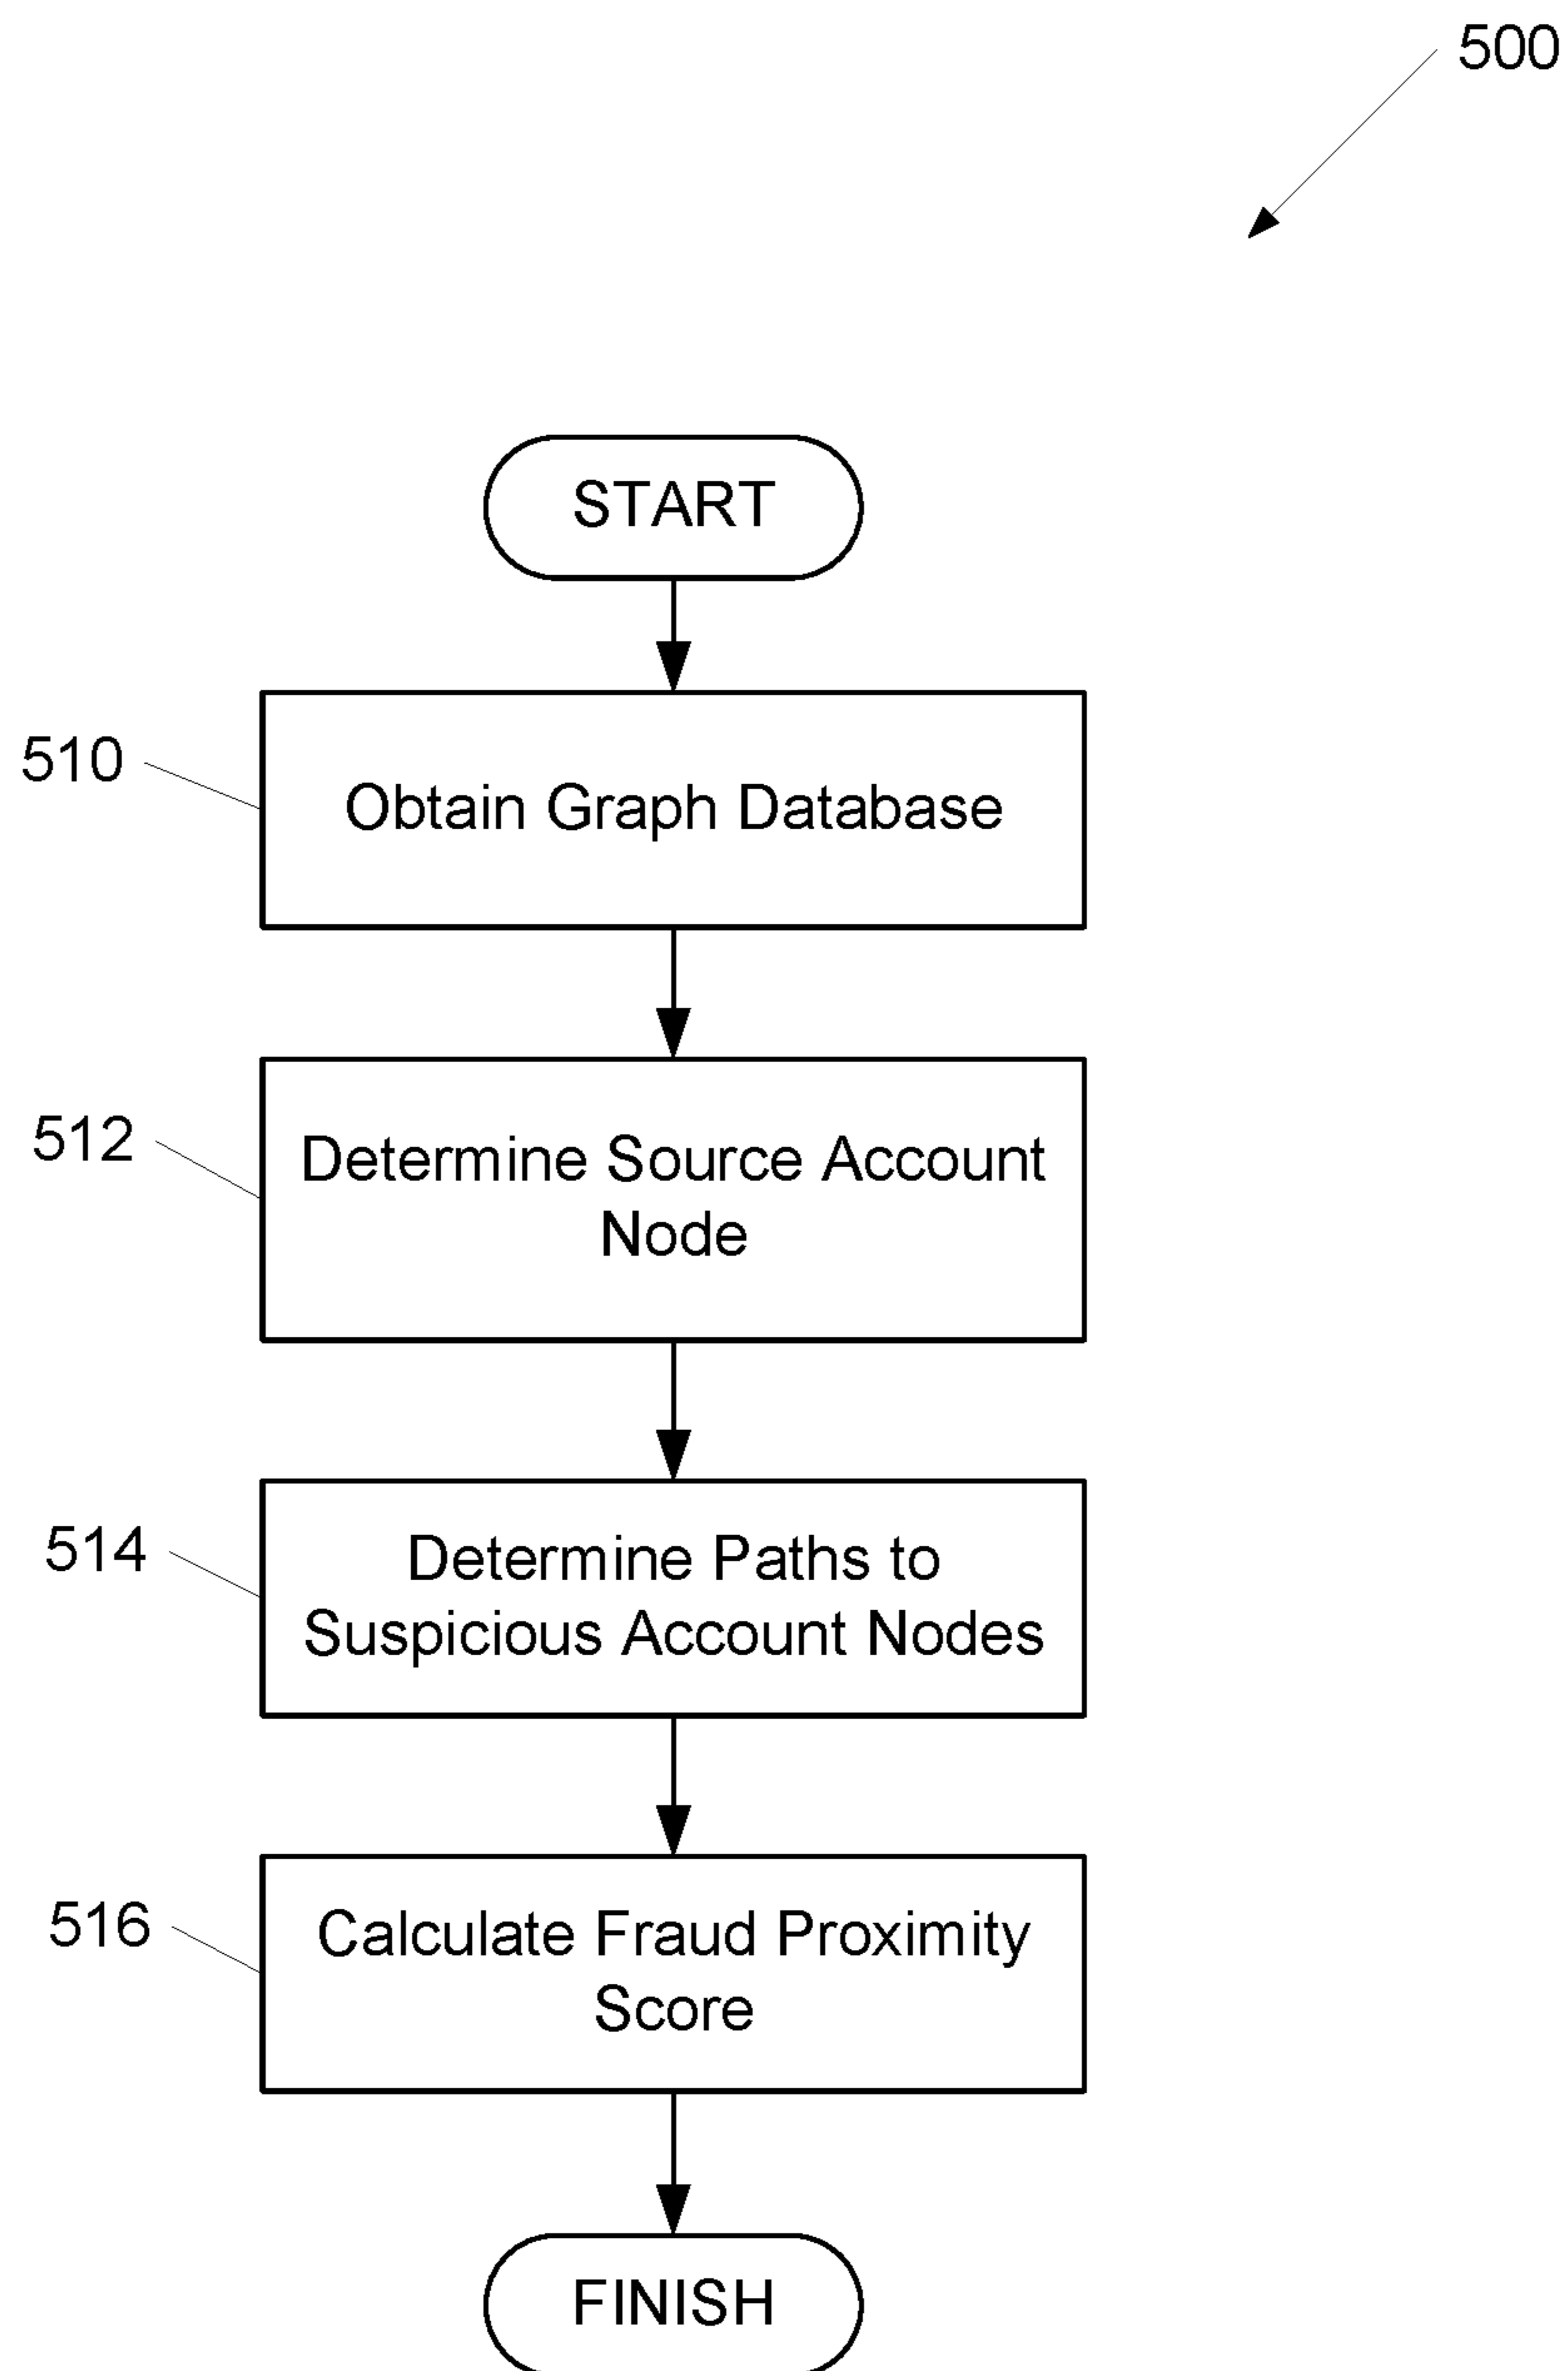 500
START
510
Obtain Graph Database
512
Determine Source Account
Node
514
Determine Paths to
Suspicious Account Nodes
516
Calculate Fraud Proximity
Score
FINISH